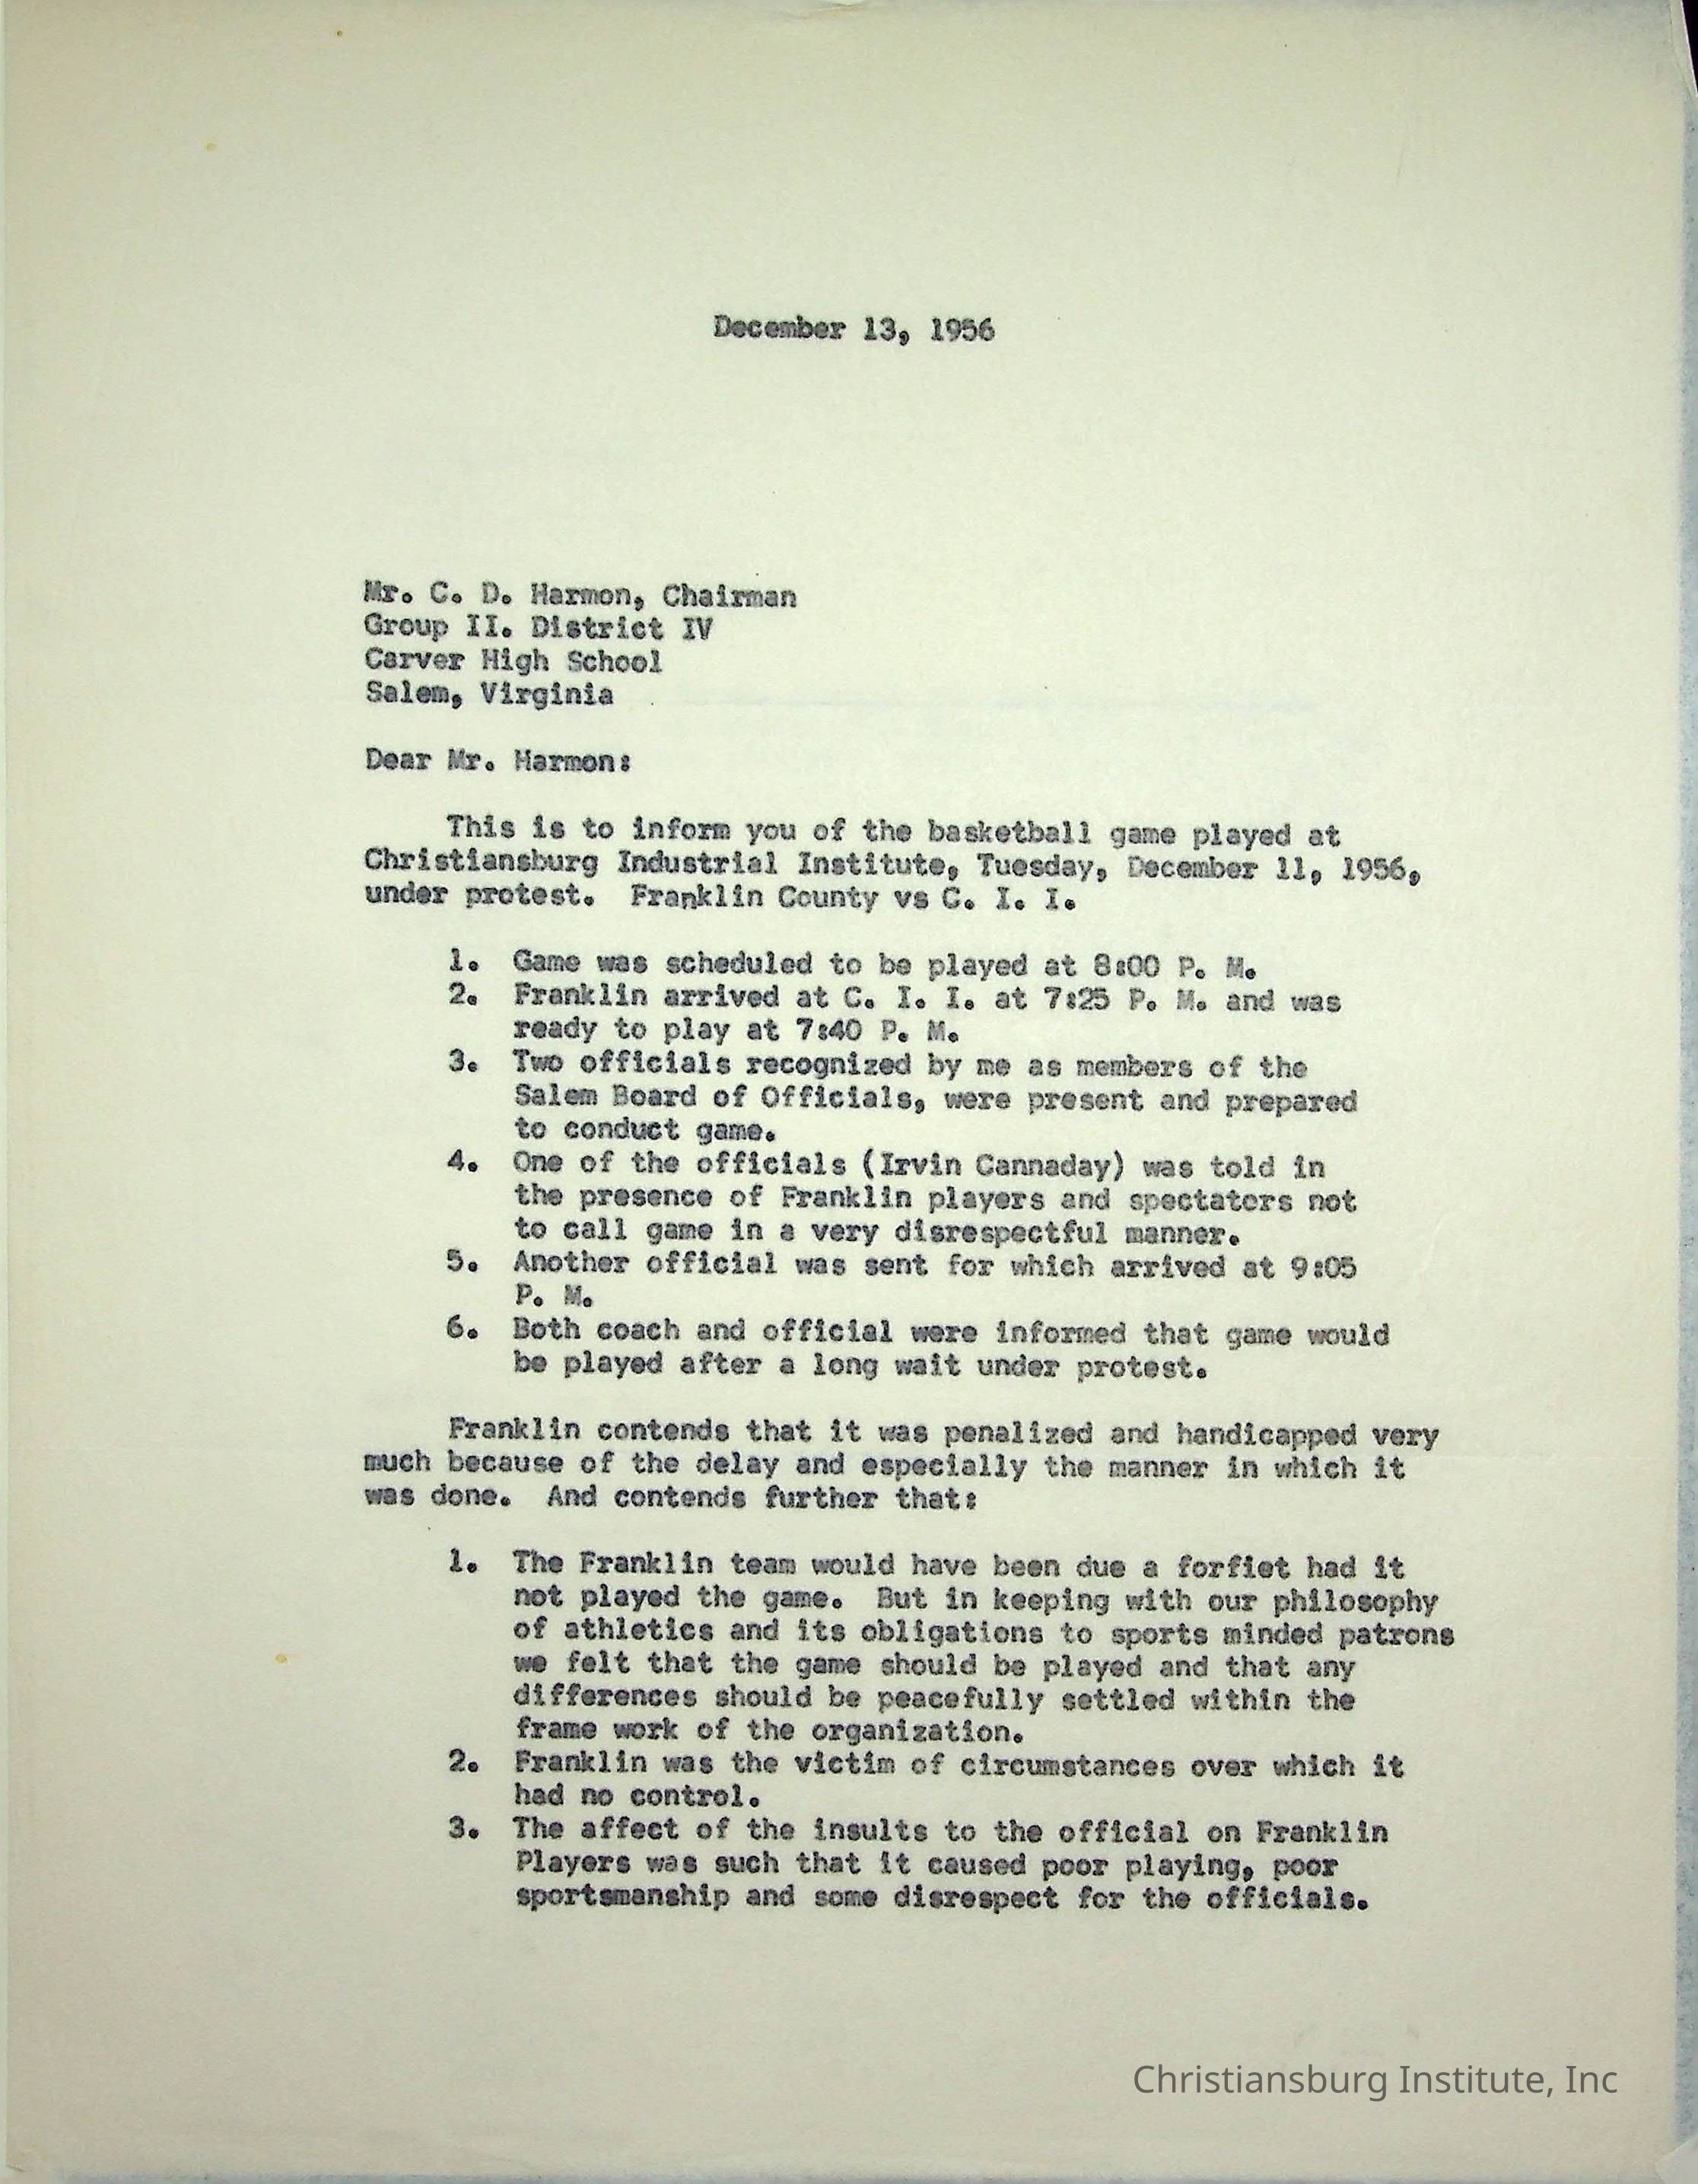 December 13, 1956
Mr. C. D. Harmon, Chairman
Group II. District IV
Carver High School
Salem, Virginia
Dear Mr. Harmon:
This is to inform you of the basketball game played at
Christiansburg Industrial Institute, Tuesday, December 11, 1956,
under protest. Franklin County vs C. I. I.
1. Game was scheduled to be played at 8:00 P. M.
2. Franklin arrived at C. I. I. at 7:25 P. M. and was
ready to play at 7:40 P. M.
3. Two officials recognized by me as members of the
Salem Board of Officials, were present and prepared
to conduct game.
4. One of the officials (Irvin Cannaday) was told in
the presence of Franklin players and spectators not
to call game in a very disrespectful manner.
5. Another official was sent for which arrived at 9:05
P. M.
6. Both coach and official were informed that game would
be played after a long wait under protest.
Franklin contends that it was penalized and handicapped very
much because of the delay and especially the manner in which it
was done. And contends further that:
1. The Franklin team would have been due a forfiet had it
not played the game. But in keeping with our philosophy
of athletics and its obligations to sports minded patrons
we felt that the game should be played and that any
differences should be peacefully settled within the
frame work of the organization.
2. Franklin was the victim of circumstances over which it
had no control.
3. The affect of the insults to the official on Franklin
Players was such that it caused poor playing, poor
sportsmanship and some disrespect for the officials.
Christiansburg Institute, Inc